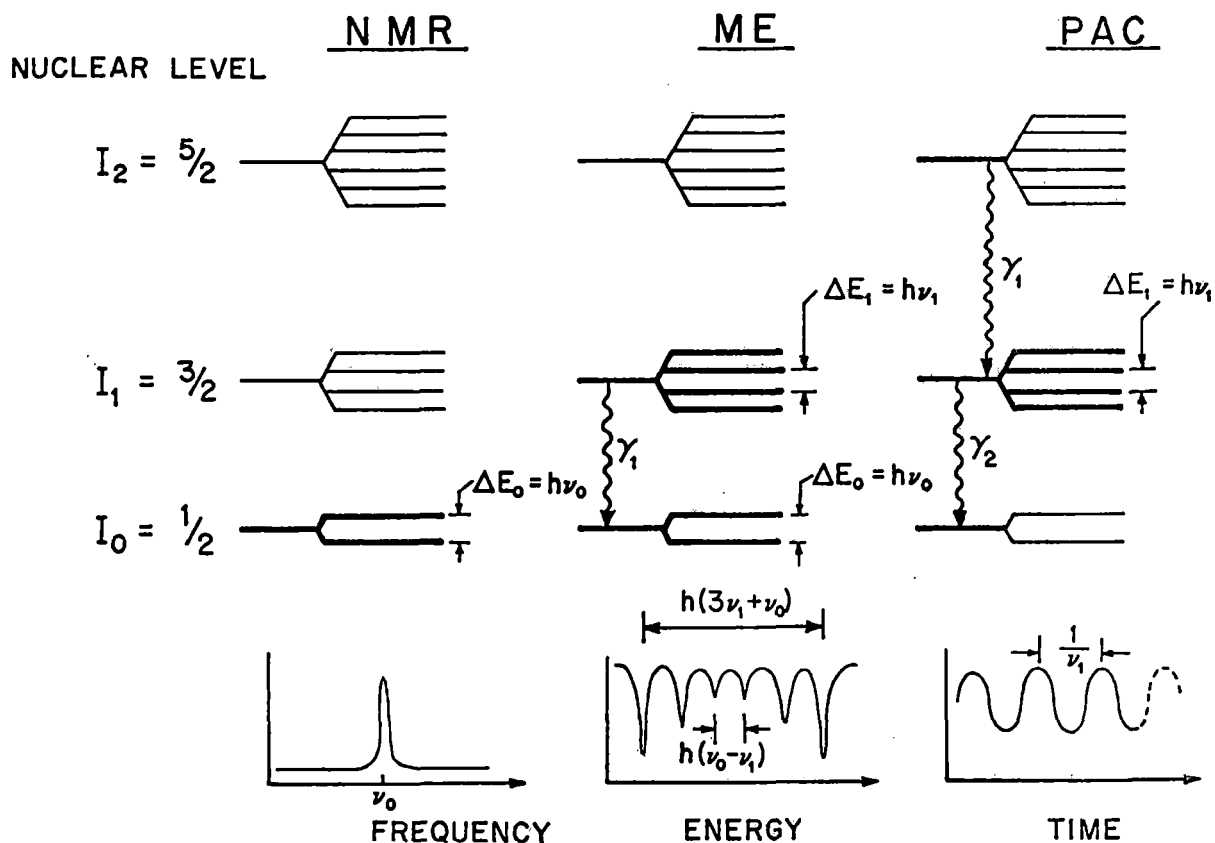 NMR
ME
PAC
NUCLEAR LEVEL
I₂ = 5/2
γ₁
ΔE₁ = hν₁
ΔE₁ = hν₁
I₁ = 3/2
γ₁
γ₂
ΔE₀ = hν₀
ΔE₀ = hν₀
I₀ = 1/2
h(3ν₁+ν₀)
1/ν₁
h(ν₀-ν₁)
ν₀
FREQUENCY
ENERGY
TIME